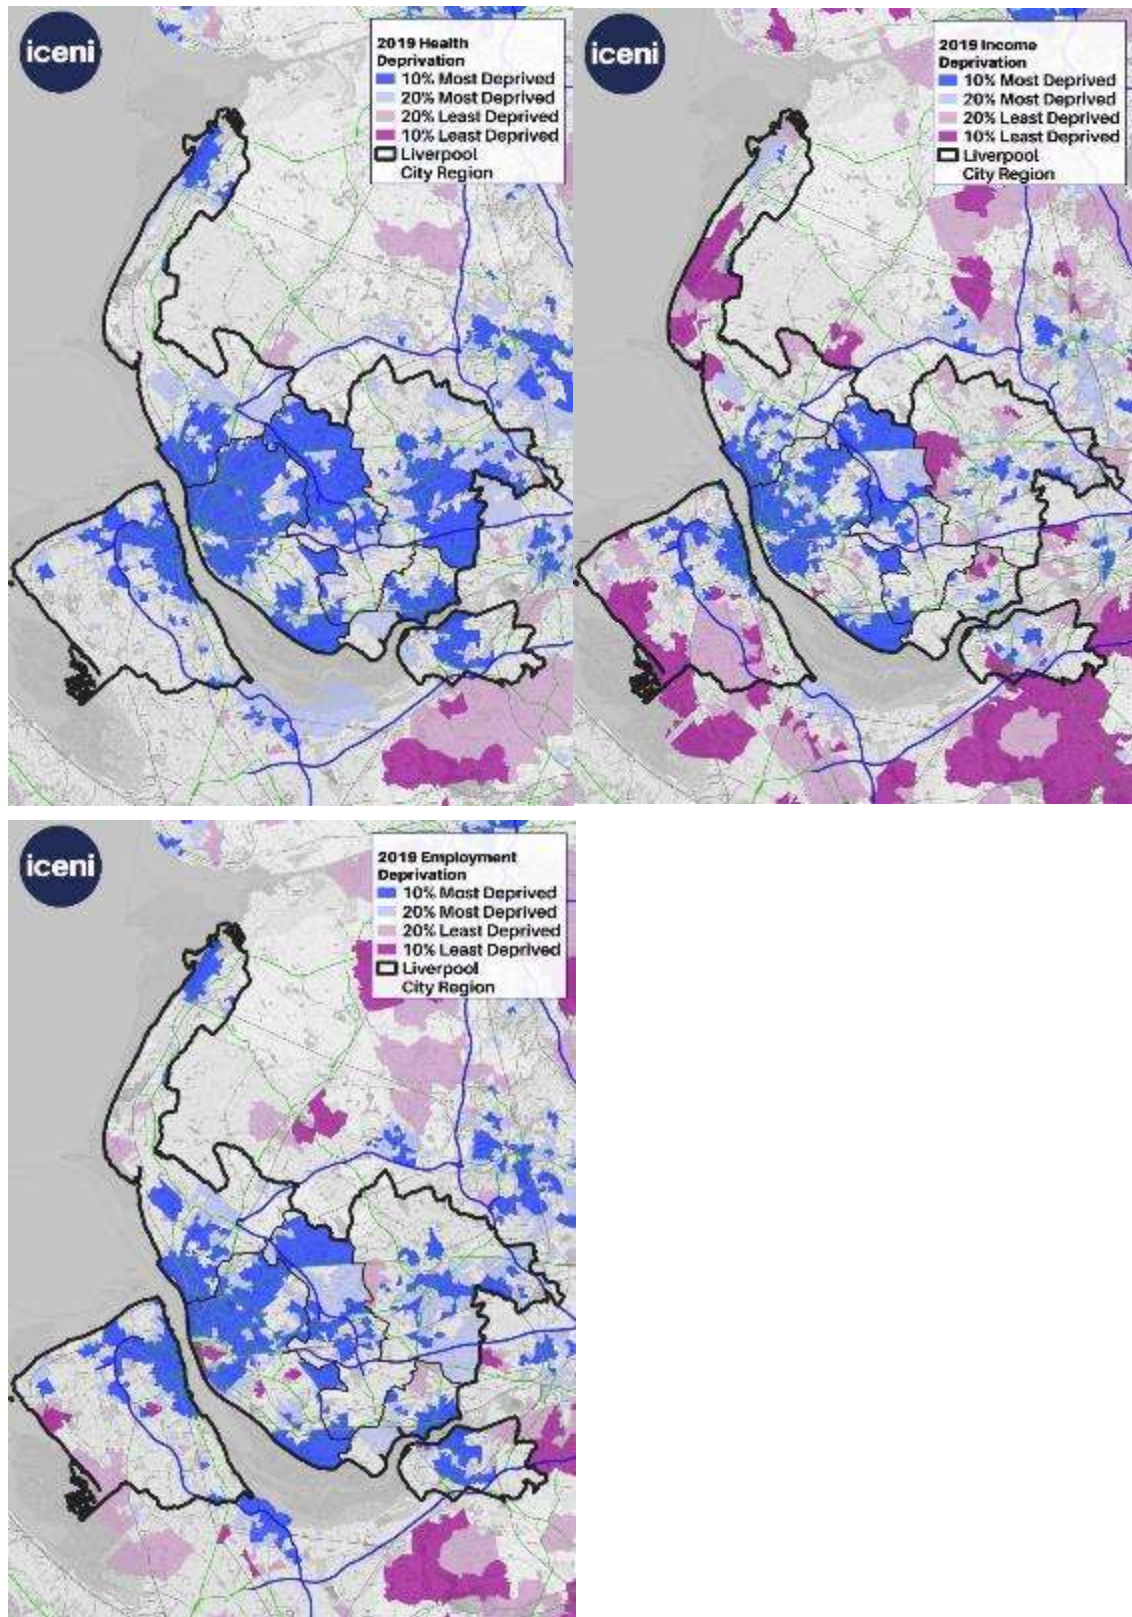 iceni
2019 Health
Deprivation
10% Most Deprived
20% Most Deprived
20% Least Deprived
10% Least Deprived
Liverpool
City Region
iceni
2019 Income
Deprivation
10% Most Deprived
20% Most Deprived
20% Least Deprived
10% Least Deprived
Liverpool
City Region
iceni
2019 Employment
Deprivation
10% Most Deprived
20% Most Deprived
20% Least Deprived
10% Least Deprived
Liverpool
City Region